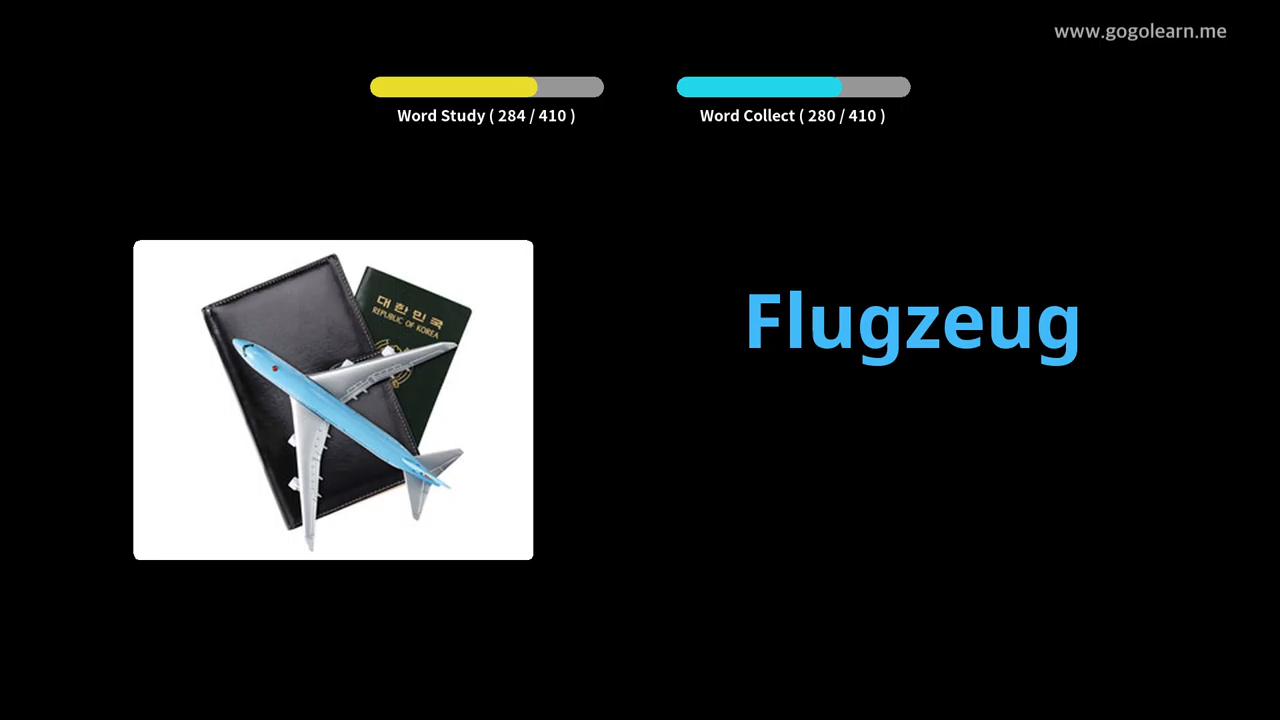 www.gogolearn.me
Word Study ( 284 / 410 )
Word Collect ( 280 / 410 )
대한민국
REPUBLIC OF KOREA
Flugzeug